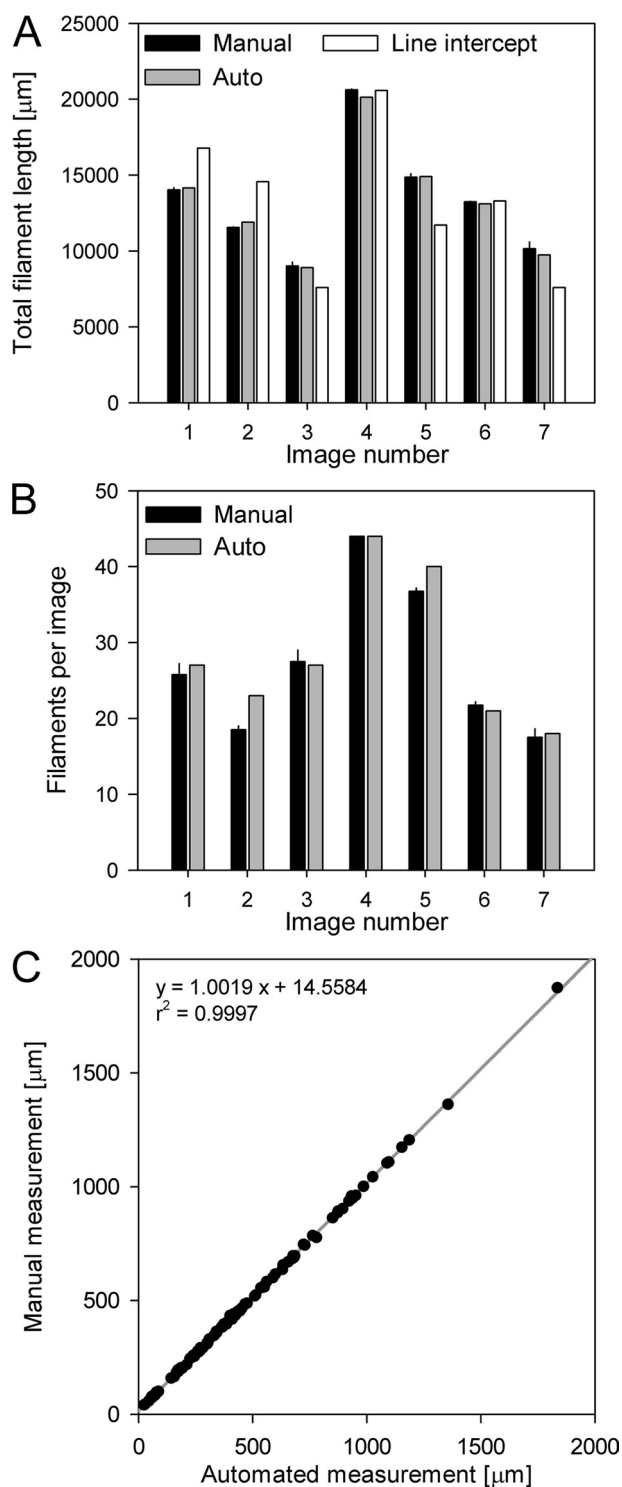 A
Total filament length [μm]
25000
20000
15000
10000
5000
0
Manual
Line intercept
Auto
1 2 3 4 5 6 7
Image number
B
Filaments per image
50
40
30
20
10
0
Manual
Auto
1 2 3 4 5 6 7
Image number
C
Manual measurement [μm]
2000
1500
1000
500
0
y = 1.0019 x + 14.5584
r² = 0.9997
0 500 1000 1500 2000
Automated measurement [μm]